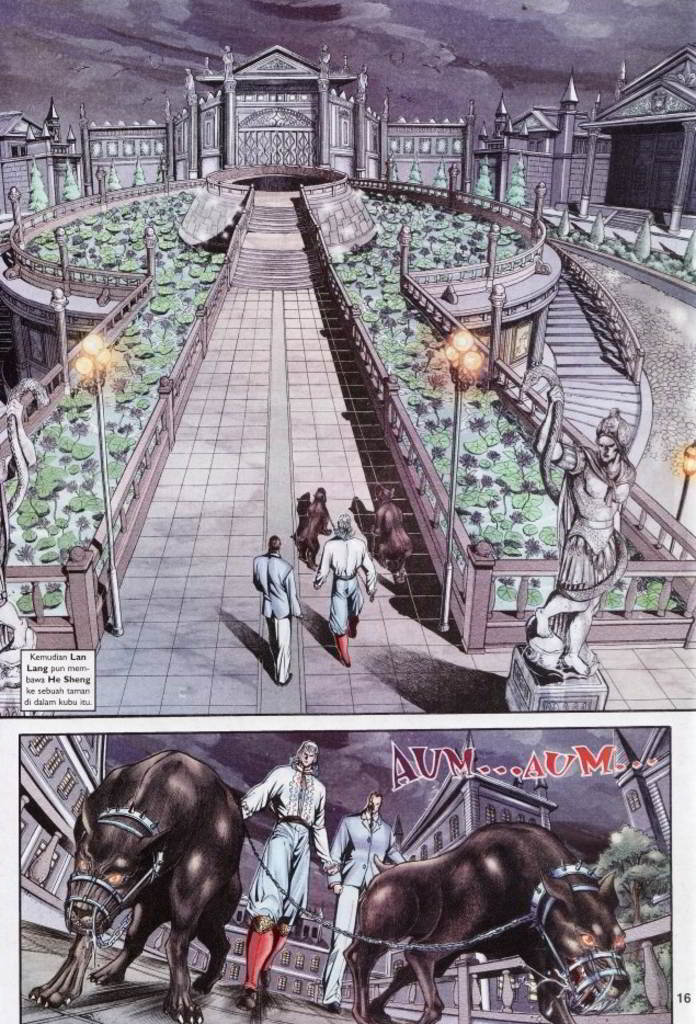 Kemudian Lan
Lang pun mem-
bawa He Sheng
ke sebuah taman
di dalam kubu itu.
AUM...AUM...
16